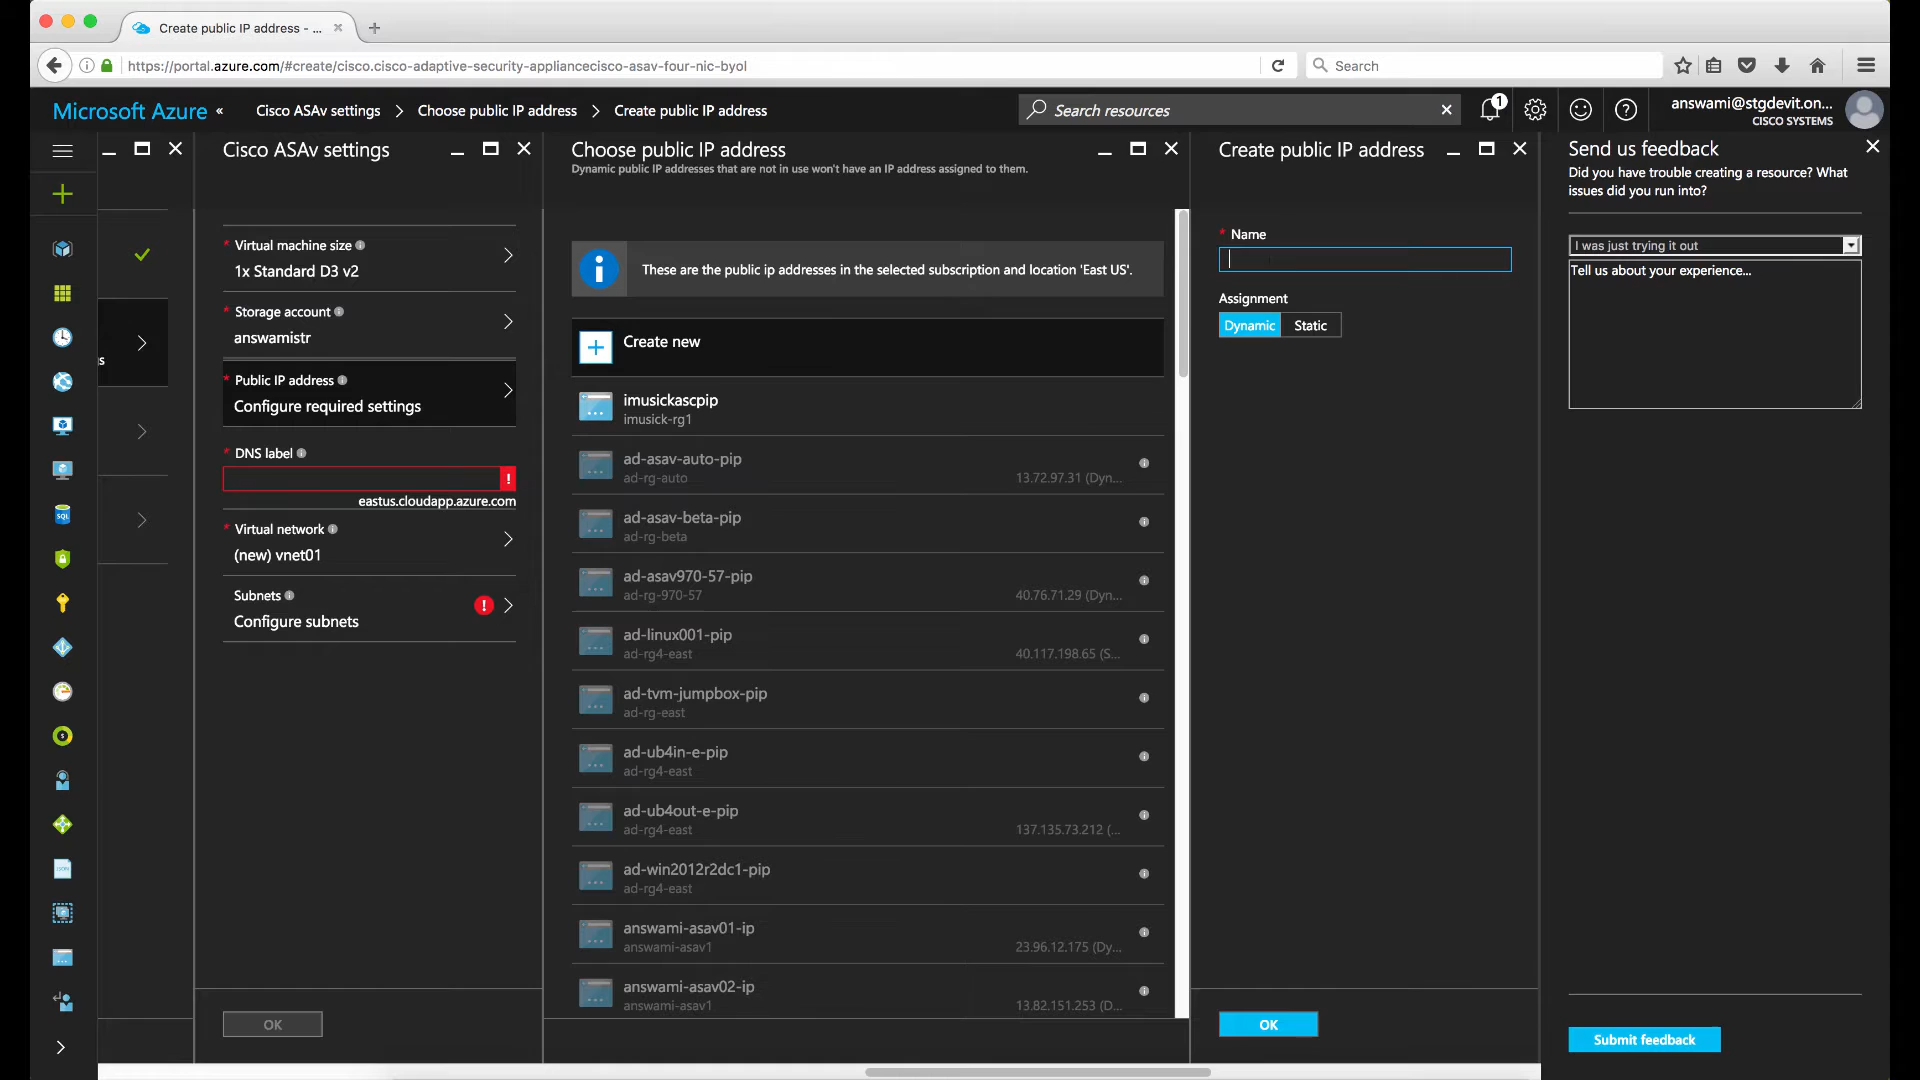 Create public IP address - ...
https://portal.azure.com/#create/cisco.cisco-adaptive-security-appliancecisco-asav-four-nic-byol
Search
Microsoft Azure «
Cisco ASAv settings > Choose public IP address > Create public IP address
Search resources
1
answami@stgdevit.on...
CISCO SYSTEMS
s
Cisco ASAv settings
* Virtual machine size
1x Standard D3 v2
* Storage account
answamistr
* Public IP address
Configure required settings
* DNS label
!
eastus.cloudapp.azure.com
* Virtual network
(new) vnet01
Subnets
Configure subnets
!
OK
Choose public IP address
Dynamic public IP addresses that are not in use won't have an IP address assigned to them.
These are the public ip addresses in the selected subscription and location 'East US'.
Create new
imusickascpip
imusick-rg1
ad-asav-auto-pip
ad-rg-auto
13.72.97.31 (Dyn...
ad-asav-beta-pip
ad-rg-beta
ad-asav970-57-pip
ad-rg-970-57
40.76.71.29 (Dyn...
ad-linux001-pip
ad-rg4-east
40.117.198.65 (S...
ad-tvm-jumpbox-pip
ad-rg-east
ad-ub4in-e-pip
ad-rg4-east
ad-ub4out-e-pip
ad-rg4-east
137.135.73.212 (...
ad-win2012r2dc1-pip
ad-rg4-east
answami-asav01-ip
answami-asav1
23.96.12.175 (Dy...
answami-asav02-ip
answami-asav1
13.82.151.253 (D...
Create public IP address
* Name
Assignment
Dynamic
Static
OK
Send us feedback
Did you have trouble creating a resource? What
issues did you run into?
I was just trying it out
Tell us about your experience...
Submit feedback
SQL